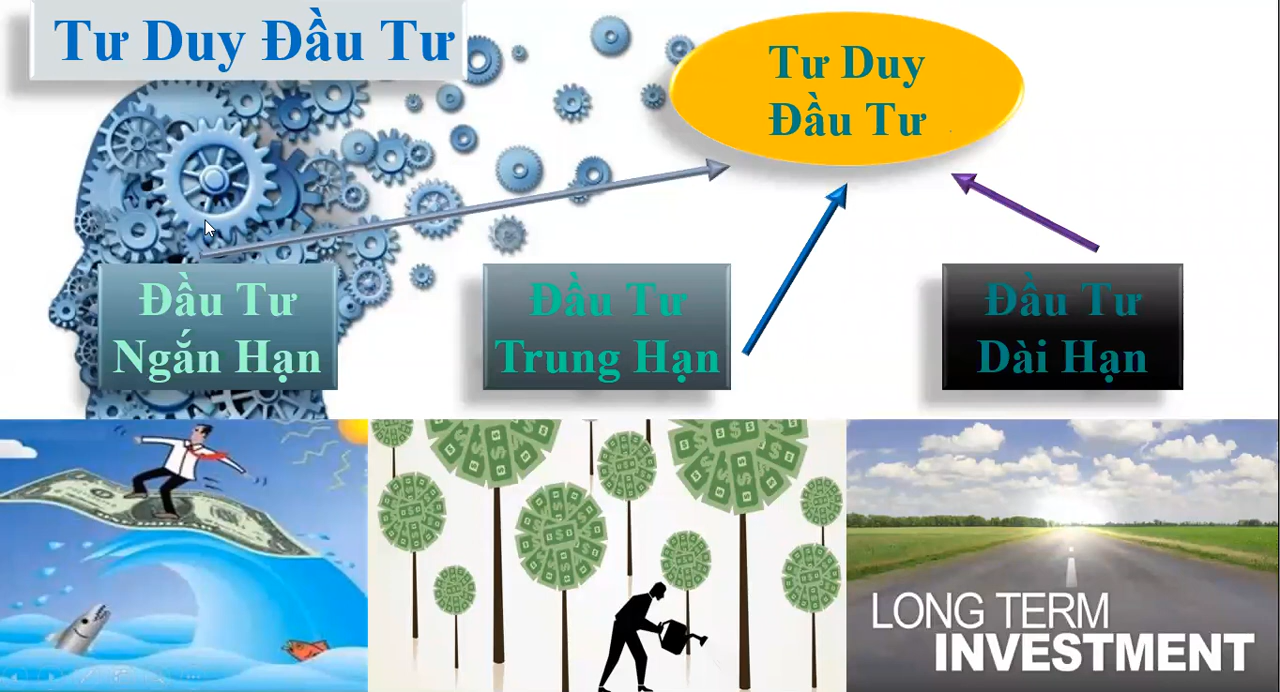 Tư Duy Đầu Tư
Tư Duy
Đầu Tư
Đầu Tư
Ngắn Hạn
Đầu Tư
Trung Hạn
Đầu Tư
Dài Hạn
LONG TERM
INVESTMENT